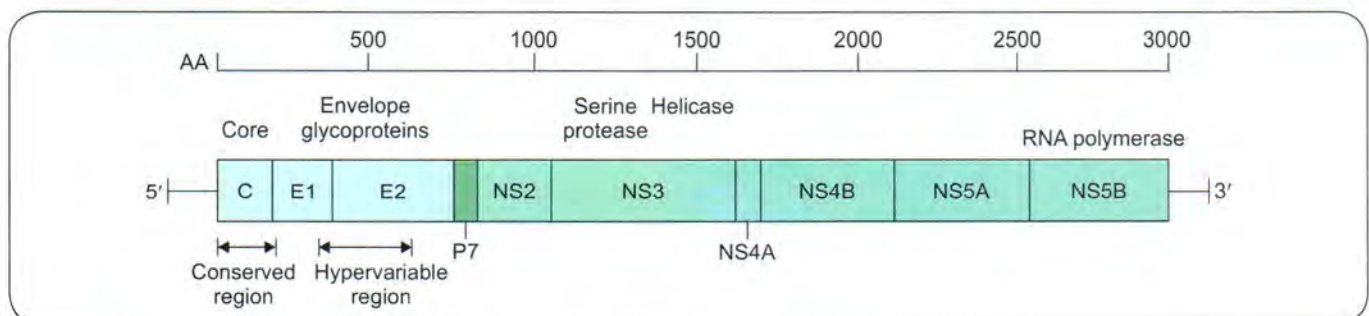 500 1000 1500 2000 2500 3000
AA
Envelope glycoproteins
Core
Serine protease
Helicase
RNA polymerase
5′ C E1 E2 NS2 NS3 NS4B NS5A NS5B 3′
P7 NS4A
Conserved region
Hypervariable region